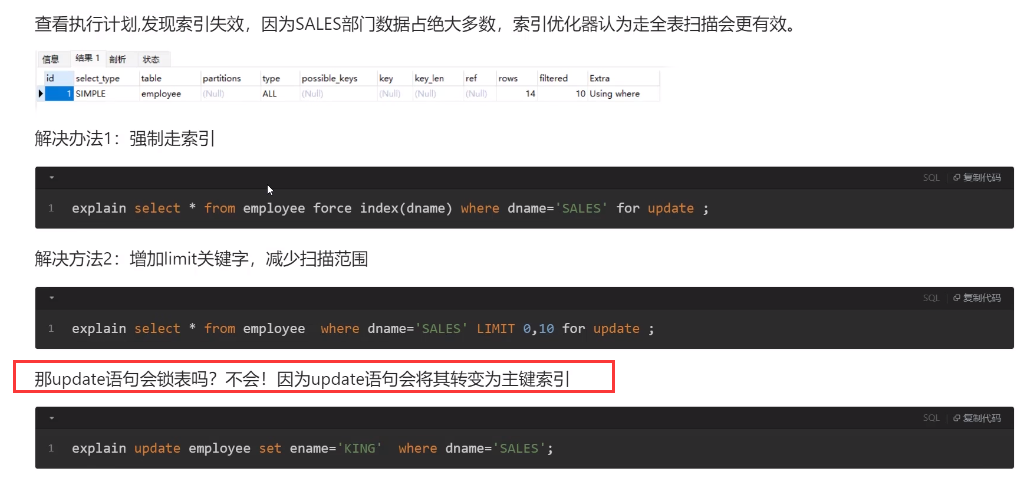 查看执行计划,发现索引失效，因为SALES部门数据占绝大多数，索引优化器认为走全表扫描会更有效。
信息 结果 1 剖析 状态
id select_type table partitions type possible_keys key key_len ref rows filtered Extra
1 SIMPLE employee (Null) ALL (Null) (Null) (Null) (Null) 14 10 Using where
解决办法1：强制走索引
SQL 复制代码
1 explain select * from employee force index(dname) where dname='SALES' for update ;
解决方法2：增加limit关键字，减少扫描范围
SQL 复制代码
1 explain select * from employee  where dname='SALES' LIMIT 0,10 for update ;
那update语句会锁表吗？不会！因为update语句会将其转变为主键索引
SQL 复制代码
1 explain update employee set ename='KING'  where dname='SALES';